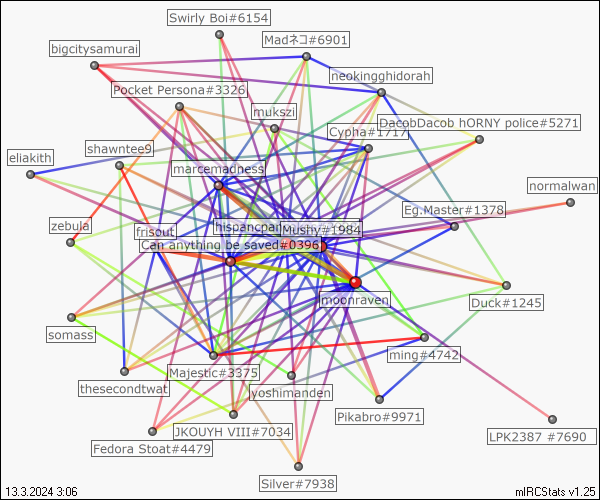 Swirly Boi#6154
Madネコ#6901
bigcitysamurai
neokingghidorah
Pocket Persona#3326
mukszi
DacobDacob hORNY police#5271
Cypha#1717
shawntee9
eliakith
marcemadness
normalwan
Eg.Master#1378
zebula
frisout
hispancpan
Mushy#1984
Can anything be saved#0396
moonraven
Duck#1245
somass
ming#4742
Majestic#3375
thesecondtwat
yoshimanden
Pikabro#9971
JKOUYH VIII#7034
LPK2387 #7690
Fedora Stoat#4479
Silver#7938
13.3.2024 3:06
mIRCStats v1.25